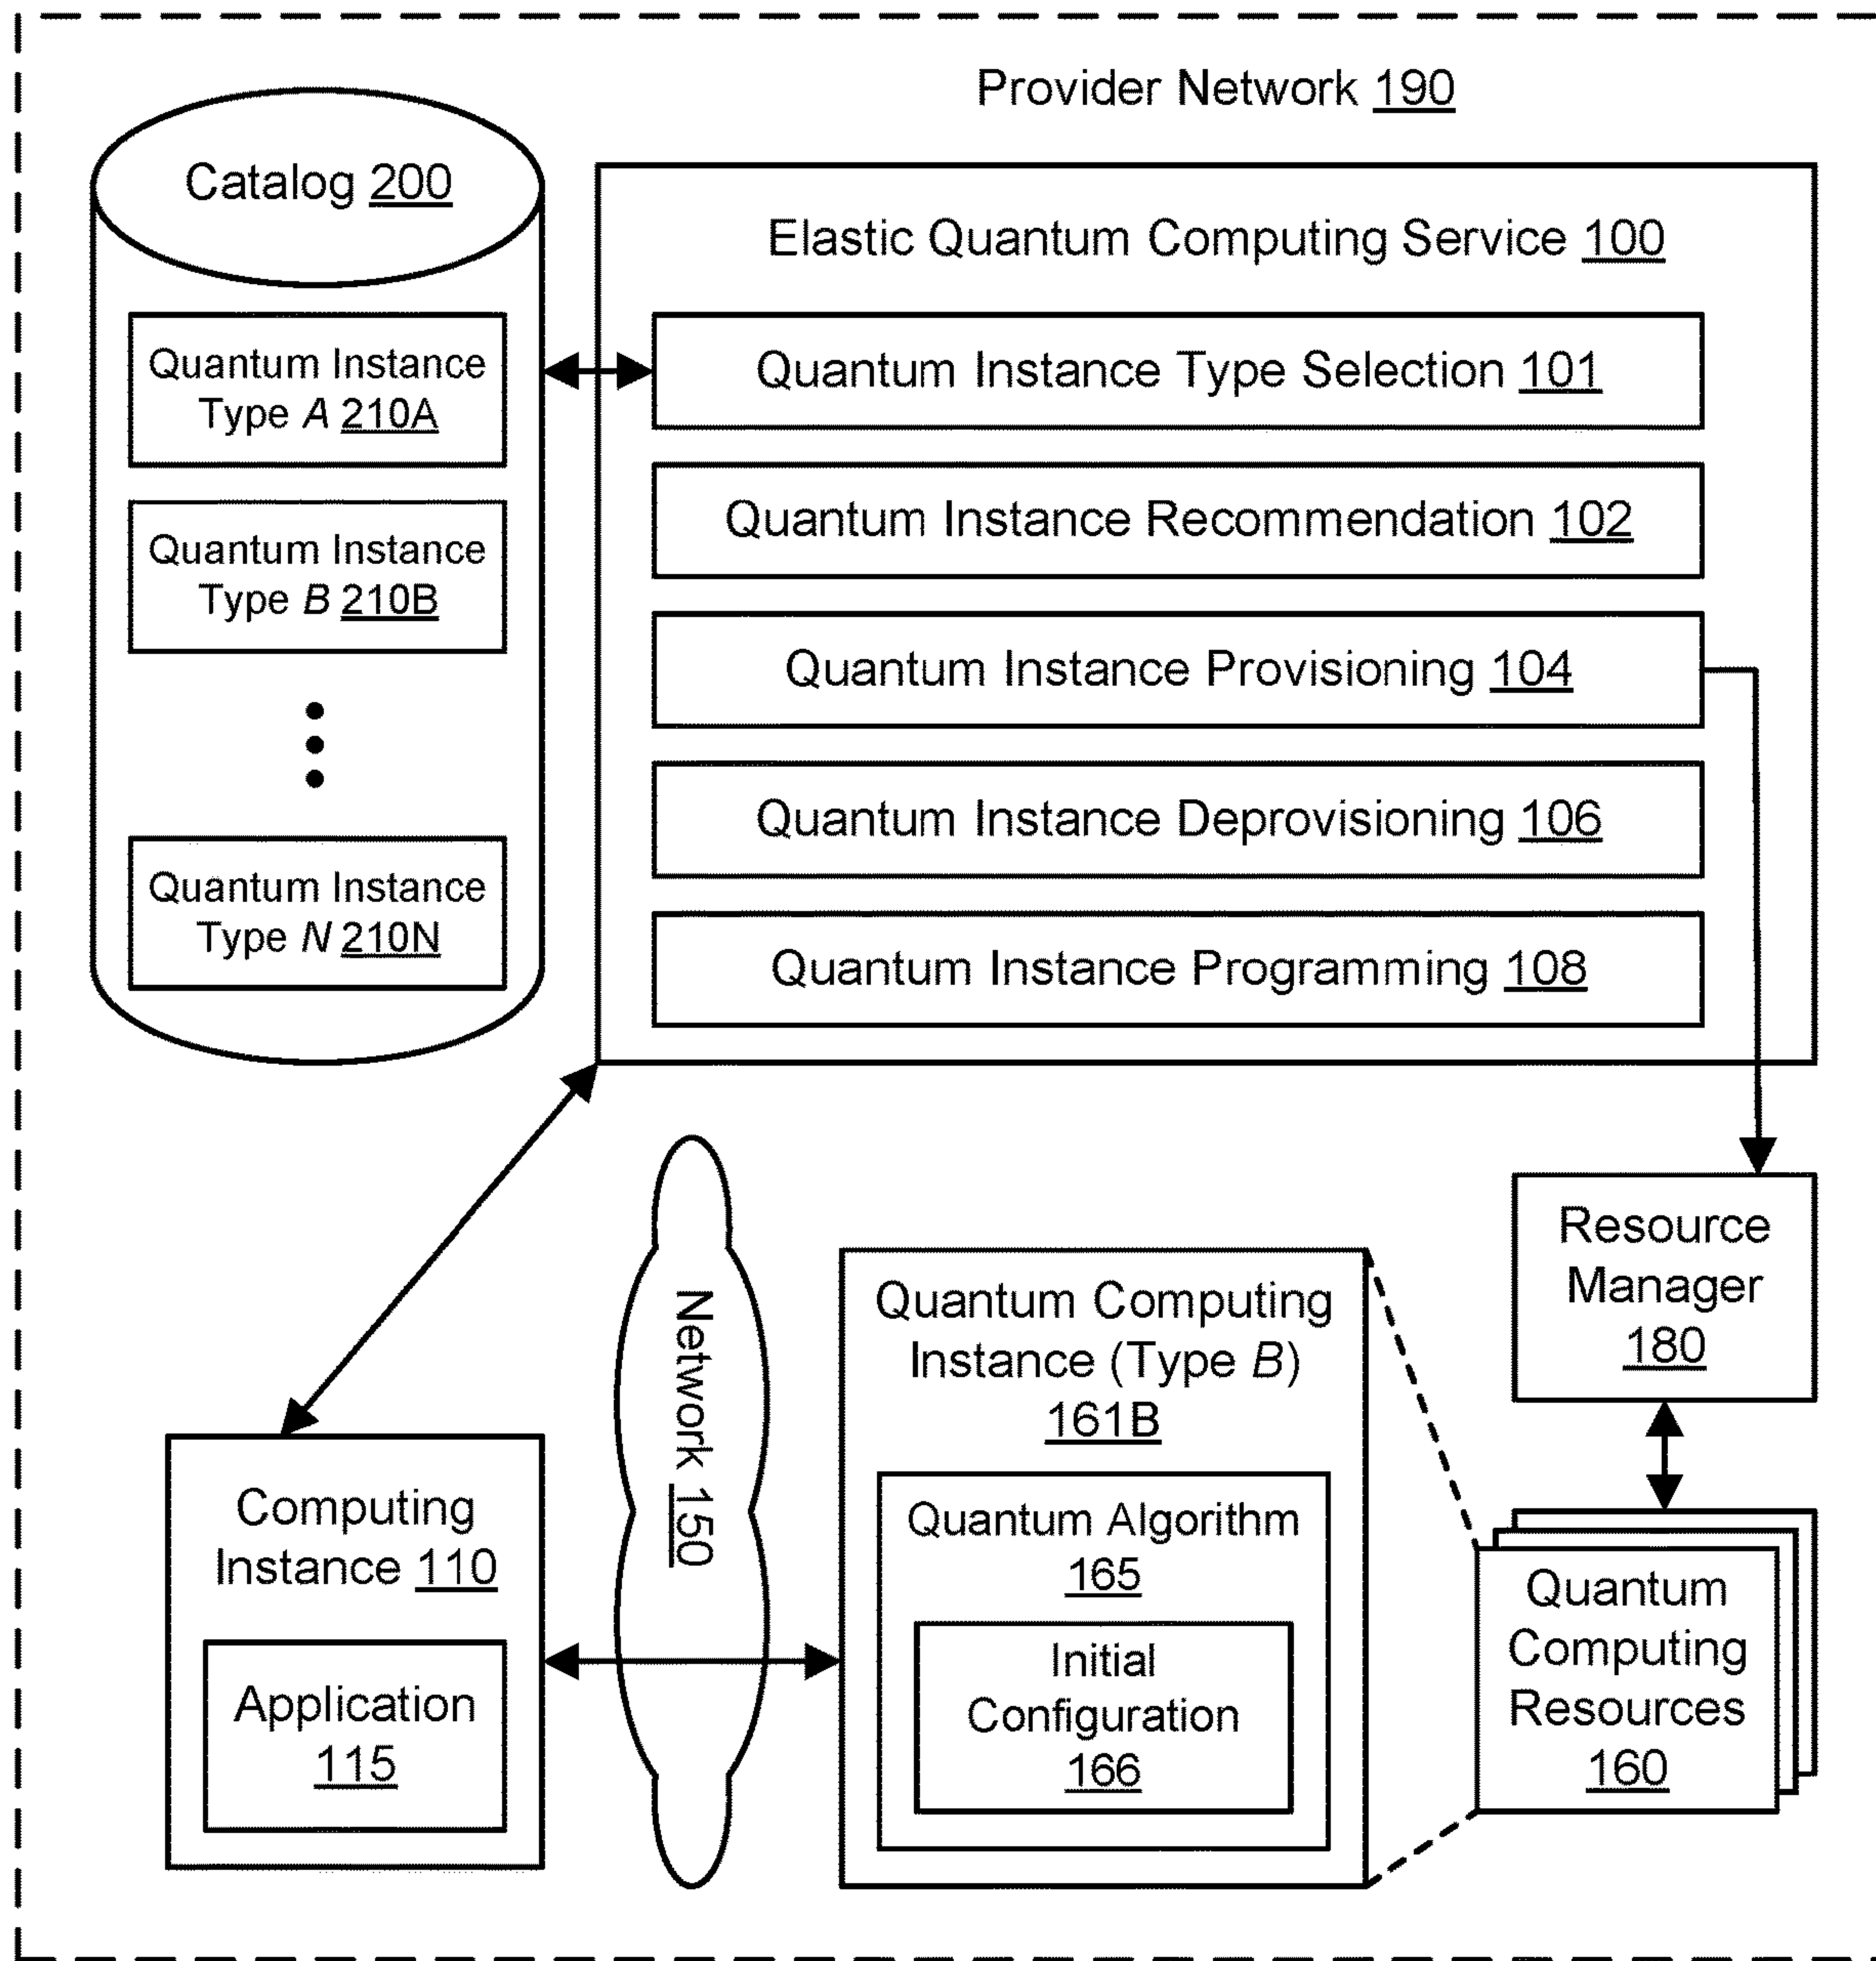 Provider Network 190
Catalog 200
Quantum Instance
Type A 210A
Quantum Instance
Type B 210B
Quantum Instance
Type N 210N
Elastic Quantum Computing Service 100
Quantum Instance Type Selection 101
Quantum Instance Recommendation 102
Quantum Instance Provisioning 104
Quantum Instance Deprovisioning 106
Quantum Instance Programming 108
Computing
Instance 110
Application
115
Network 150
Quantum Computing
Instance (Type B)
161B
Quantum Algorithm
165
Initial
Configuration
166
Resource
Manager
180
Quantum
Computing
Resources
160